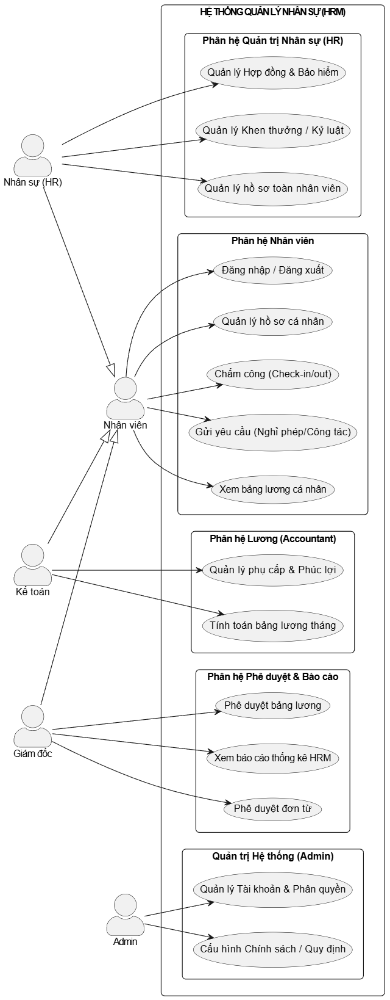 HỆ THỐNG QUẢN LÝ NHÂN SỰ (HRM)
Phân hệ Quản trị Nhân sự (HR)
Quản lý Hợp đồng & Bảo hiểm
Quản lý Khen thưởng / Kỷ luật
Quản lý hồ sơ toàn nhân viên
Nhân sự (HR)
Phân hệ Nhân viên
Đăng nhập / Đăng xuất
Quản lý hồ sơ cá nhân
Chấm công (Check-in/out)
Gửi yêu cầu (Nghỉ phép/Công tác)
Xem bảng lương cá nhân
Nhân viên
Phân hệ Lương (Accountant)
Quản lý phụ cấp & Phúc lợi
Tính toán bảng lương tháng
Kế toán
Phân hệ Phê duyệt & Báo cáo
Phê duyệt bảng lương
Xem báo cáo thống kê HRM
Phê duyệt đơn từ
Giám đốc
Quản trị Hệ thống (Admin)
Quản lý Tài khoản & Phân quyền
Cấu hình Chính sách / Quy định
Admin